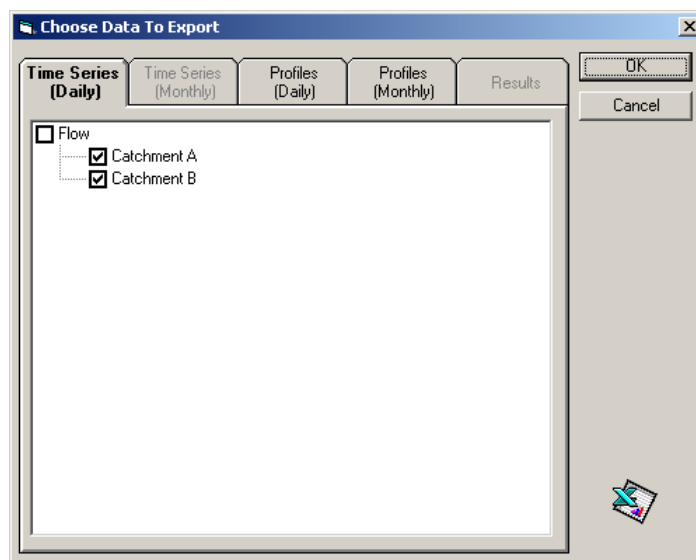 Choose Data To Export
Time Series
(Daily)
Time Series
(Monthly)
Profiles
(Daily)
Profiles
(Monthly)
Results
OK
Cancel
Flow
Catchment A
Catchment B